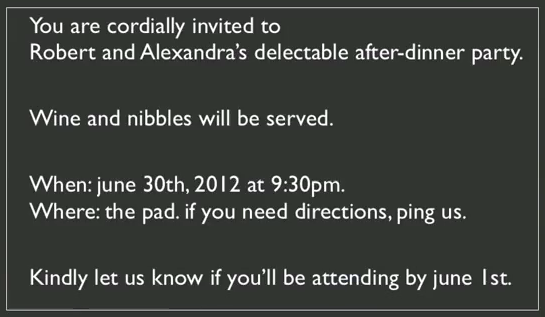 You are cordially invited to
Robert and Alexandra’s delectable after-dinner party.
Wine and nibbles will be served.
When: june 30th, 2012 at 9:30pm.
Where: the pad. if you need directions, ping us.
Kindly let us know if you’ll be attending by june 1st.